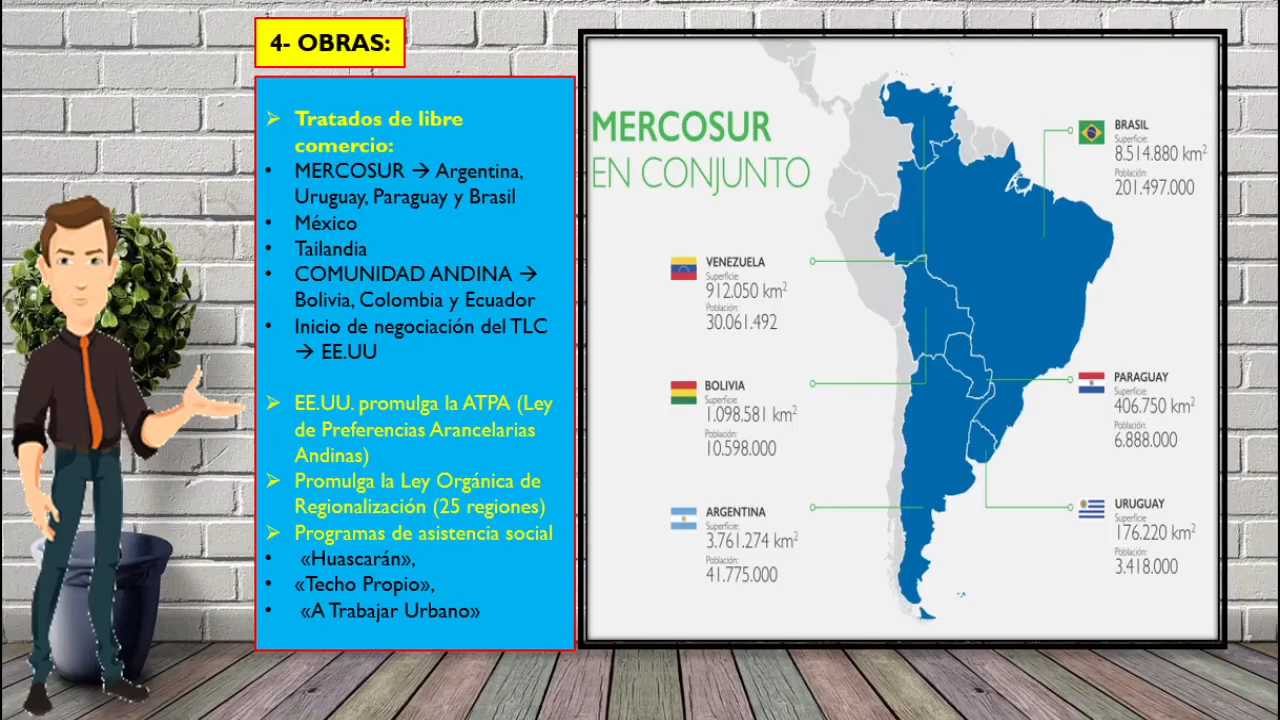 4- OBRAS:
➢ Tratados de libre
comercio:
• MERCOSUR → Argentina,
Uruguay, Paraguay y Brasil
• México
• Tailandia
• COMUNIDAD ANDINA →
Bolivia, Colombia y Ecuador
• Inicio de negociación del TLC
→ EE.UU
➢ EE.UU. promulga la ATPA (Ley
de Preferencias Arancelarias
Andinas)
➢ Promulga la Ley Orgánica de
Regionalización (25 regiones)
➢ Programas de asistencia social
• «Huascarán»,
• «Techo Propio»,
• «A Trabajar Urbano»
MERCOSUR
EN CONJUNTO
BRASIL
Superficie:
8.514.880 km²
Población:
201.497.000
VENEZUELA
Superficie:
912.050 km²
Población:
30.061.492
BOLIVIA
Superficie:
1.098.581 km²
Población:
10.598.000
PARAGUAY
Superficie:
406.750 km²
Población:
6.888.000
ARGENTINA
Superficie:
3.761.274 km²
Población:
41.775.000
URUGUAY
Superficie:
176.220 km²
Población:
3.418.000